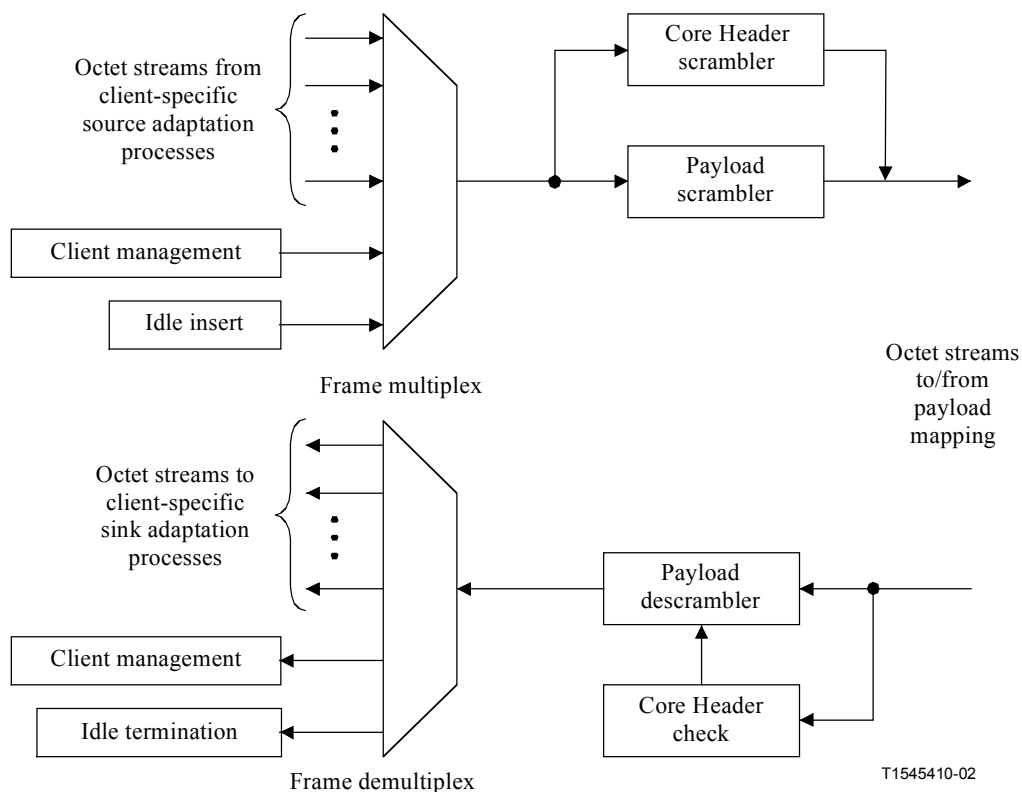 Octet streams from
client-specific
source adaptation
processes
Client management
Idle insert
Frame multiplex
Core Header
scrambler
Payload
scrambler
Octet streams
to/from
payload
mapping
Octet streams to
client-specific
sink adaptation
processes
Client management
Idle termination
Frame demultiplex
Payload
descrambler
Core Header
check
T1545410-02